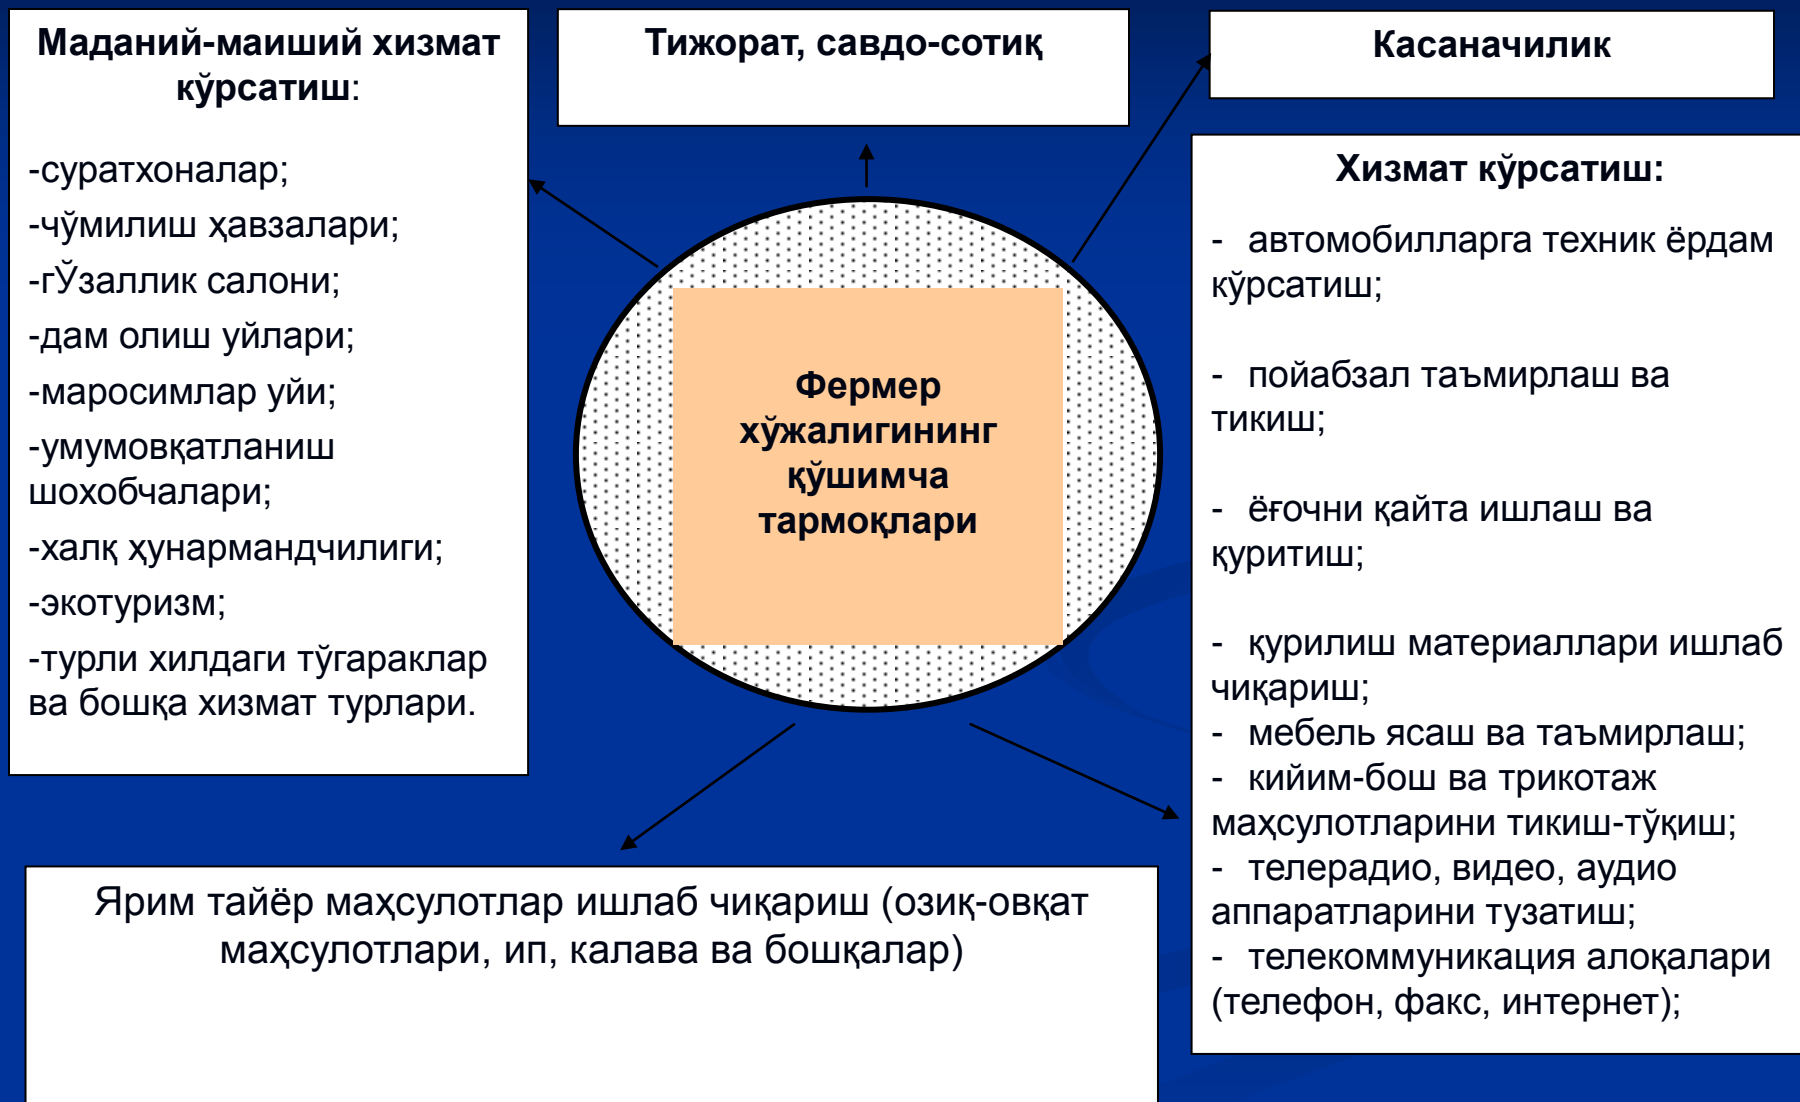 Маданий-маиший хизмат
кўрсатиш:
-суратхоналар;
-чўмилиш ҳавзалари;
-гЎзаллик салони;
-дам олиш уйлари;
-маросимлар уйи;
-умумовқатланиш
шохобчалари;
-халқ ҳунармандчилиги;
-экотуризм;
-турли хилдаги тўгараклар
ва бошқа хизмат турлари.
Тижорат, савдо-сотиқ
Касаначилик
Фермер
хўжалигининг
қўшимча
тармоқлари
Хизмат кўрсатиш:
- автомобилларга техник ёрдам
кўрсатиш;
- пойабзал таъмирлаш ва
тикиш;
- ёғочни қайта ишлаш ва
қуритиш;
- қурилиш материаллари ишлаб
чиқариш;
- мебель ясаш ва таъмирлаш;
- кийим-бош ва трикотаж
маҳсулотларини тикиш-тўқиш;
- телерадио, видео, аудио
аппаратларини тузатиш;
- телекоммуникация алоқалари
(телефон, факс, интернет);
Ярим тайёр маҳсулотлар ишлаб чиқариш (озиқ-овқат
маҳсулотлари, ип, калава ва бошқалар)